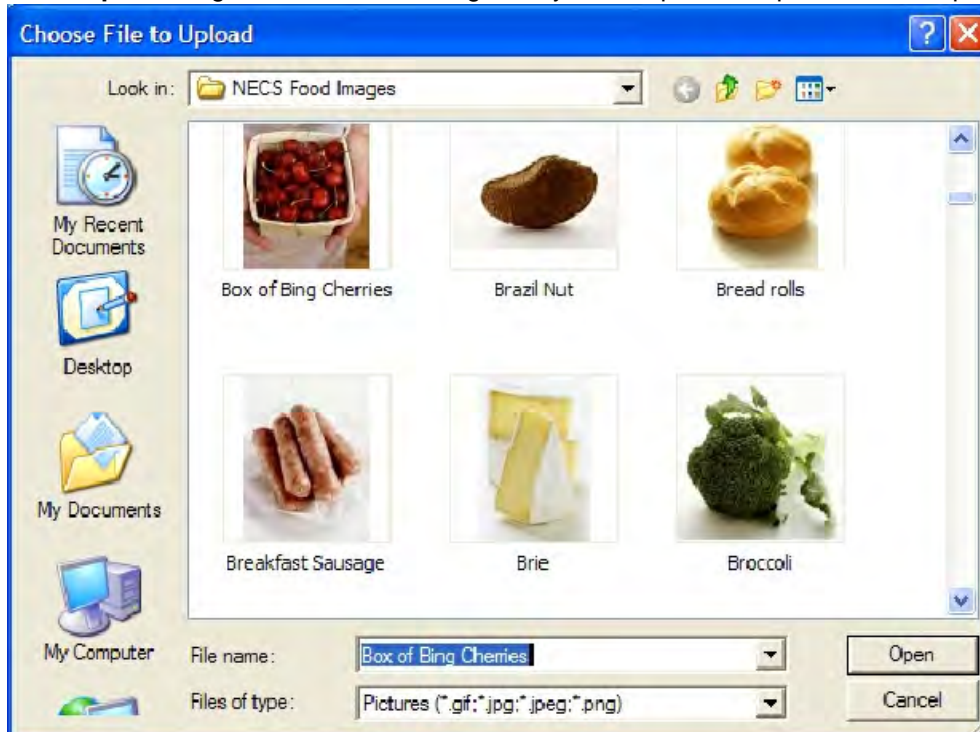 Choose File to Upload
Look in:
NECS Food Images
My Recent
Documents
Desktop
My Documents
My Computer
Box of Bing Cherries
Brazil Nut
Bread rolls
Breakfast Sausage
Brie
Broccoli
File name:
Box of Bing Cherries
Open
Files of type:
Pictures (*.gif;*.jpg;*.jpeg;*.png)
Cancel